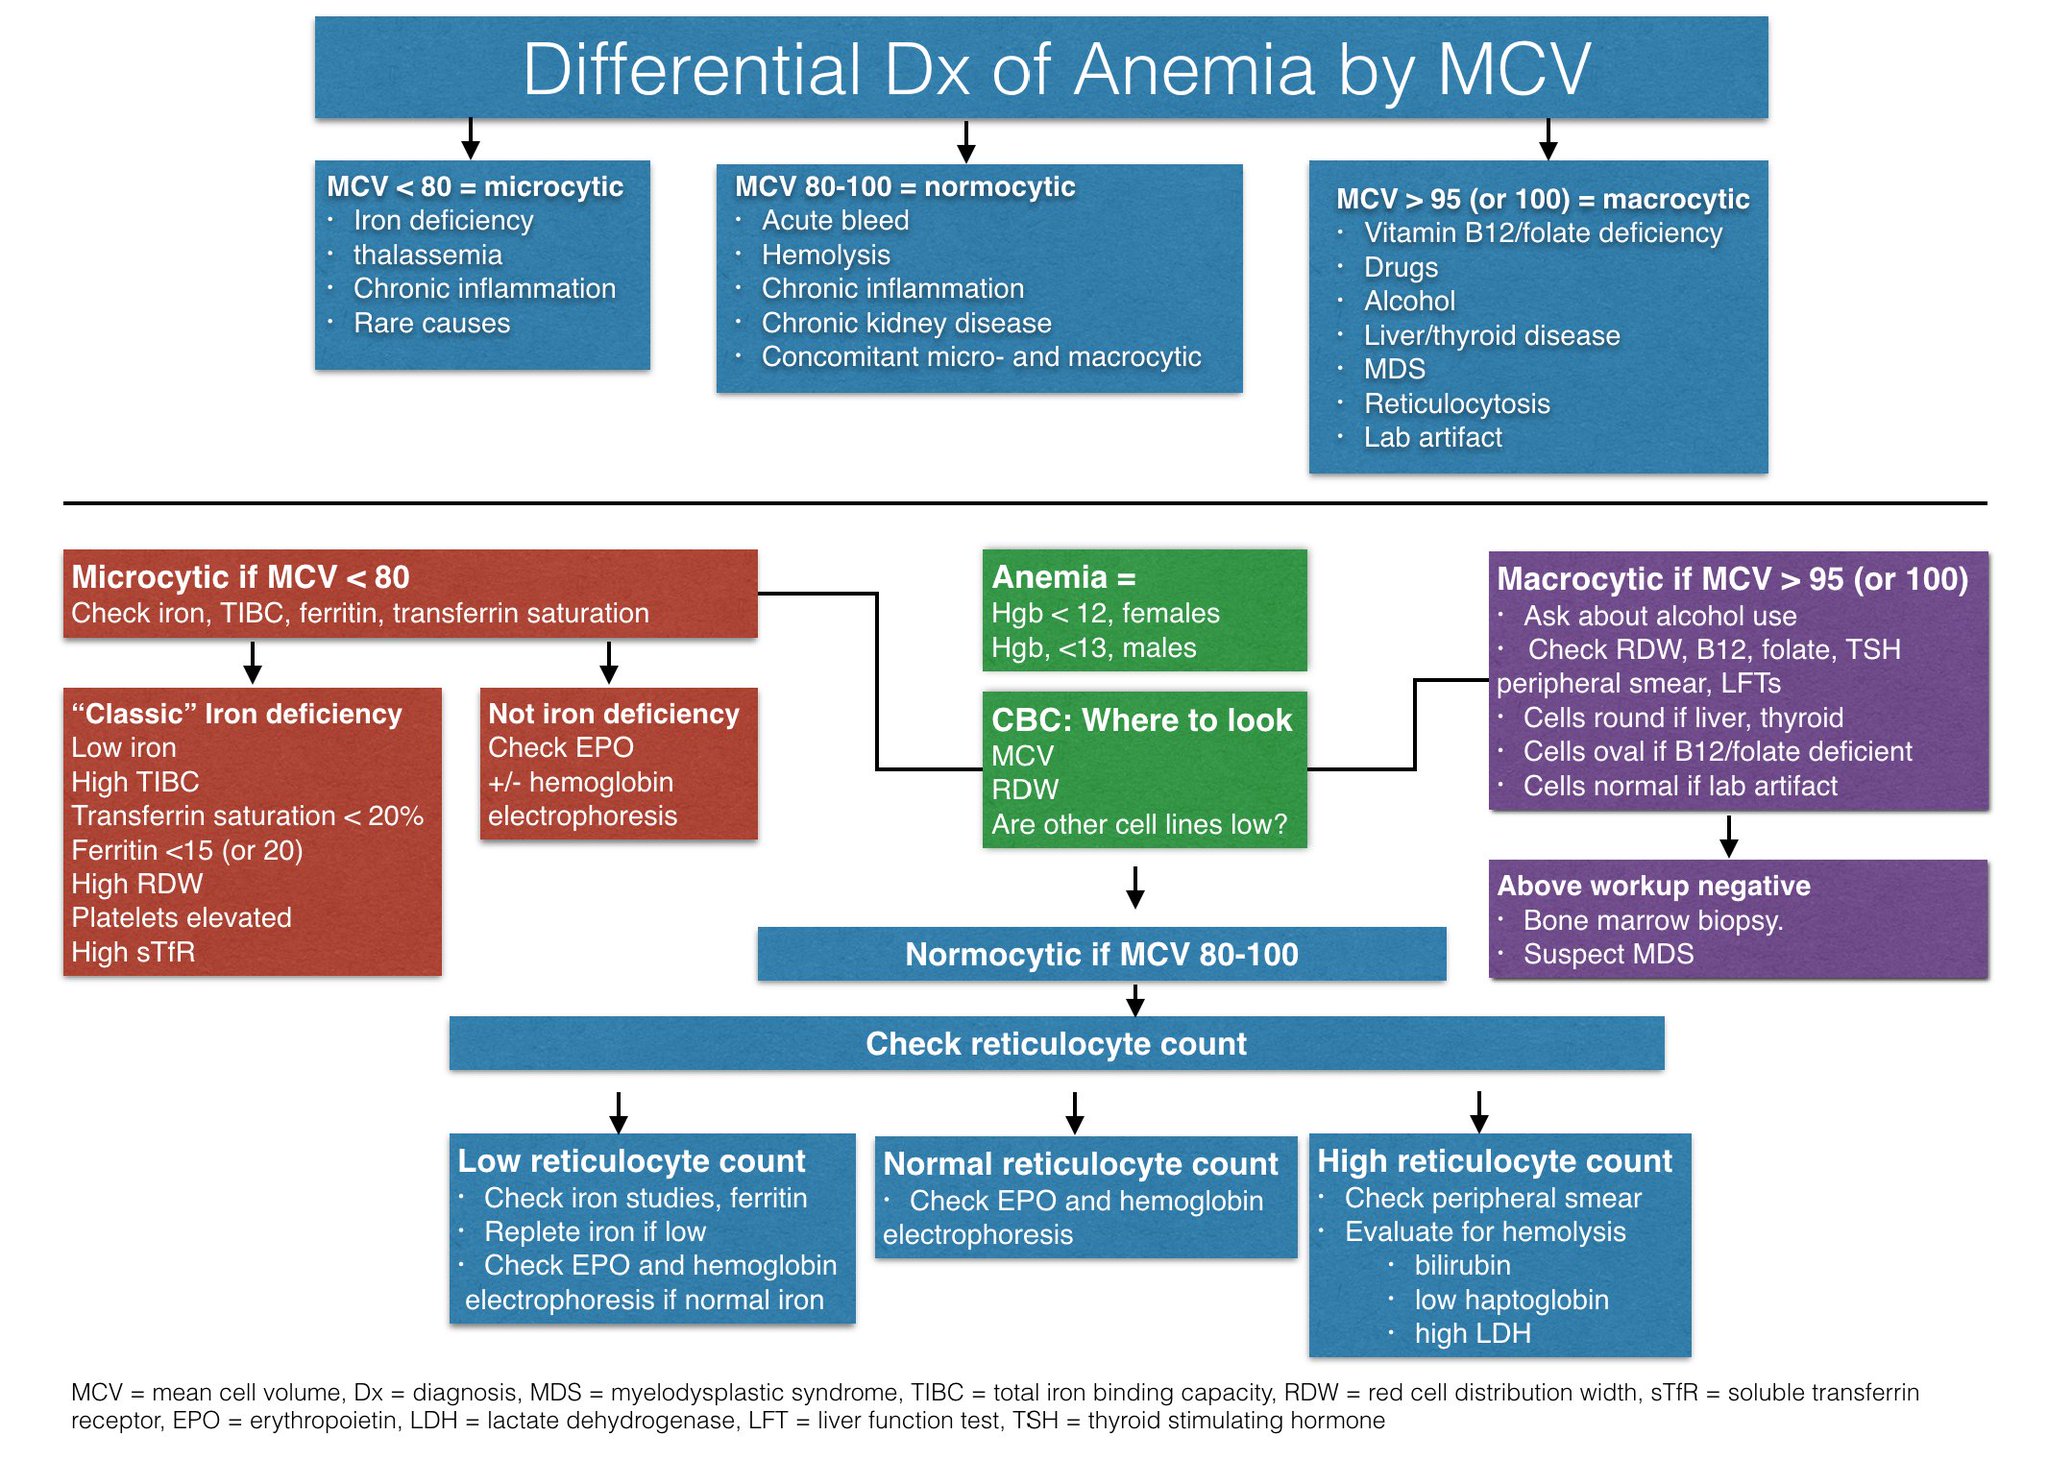 Differential Dx of Anemia by MCV
MCV < 80 = microcytic
• Iron deficiency
• thalassemia
• Chronic inflammation
• Rare causes
MCV 80-100 = normocytic
• Acute bleed
• Hemolysis
• Chronic inflammation
• Chronic kidney disease
• Concomitant micro- and macrocytic
MCV > 95 (or 100) = macrocytic
• Vitamin B12/folate deficiency
• Drugs
• Alcohol
• Liver/thyroid disease
• MDS
• Reticulocytosis
• Lab artifact
Microcytic if MCV < 80
Check iron, TIBC, ferritin, transferrin saturation
“Classic” Iron deficiency
Low iron
High TIBC
Transferrin saturation < 20%
Ferritin <15 (or 20)
High RDW
Platelets elevated
High sTfR
Not iron deficiency
Check EPO
+/- hemoglobin
electrophoresis
Anemia =
Hgb < 12, females
Hgb, <13, males
CBC: Where to look
MCV
RDW
Are other cell lines low?
Macrocytic if MCV > 95 (or 100)
• Ask about alcohol use
• Check RDW, B12, folate, TSH
peripheral smear, LFTs
• Cells round if liver, thyroid
• Cells oval if B12/folate deficient
• Cells normal if lab artifact
Above workup negative
• Bone marrow biopsy.
• Suspect MDS
Normocytic if MCV 80-100
Check reticulocyte count
Low reticulocyte count
• Check iron studies, ferritin
• Replete iron if low
• Check EPO and hemoglobin
electrophoresis if normal iron
Normal reticulocyte count
• Check EPO and hemoglobin
electrophoresis
High reticulocyte count
• Check peripheral smear
• Evaluate for hemolysis
• bilirubin
• low haptoglobin
• high LDH
MCV = mean cell volume, Dx = diagnosis, MDS = myelodysplastic syndrome, TIBC = total iron binding capacity, RDW = red cell distribution width, sTfR = soluble transferrin
receptor, EPO = erythropoietin, LDH = lactate dehydrogenase, LFT = liver function test, TSH = thyroid stimulating hormone